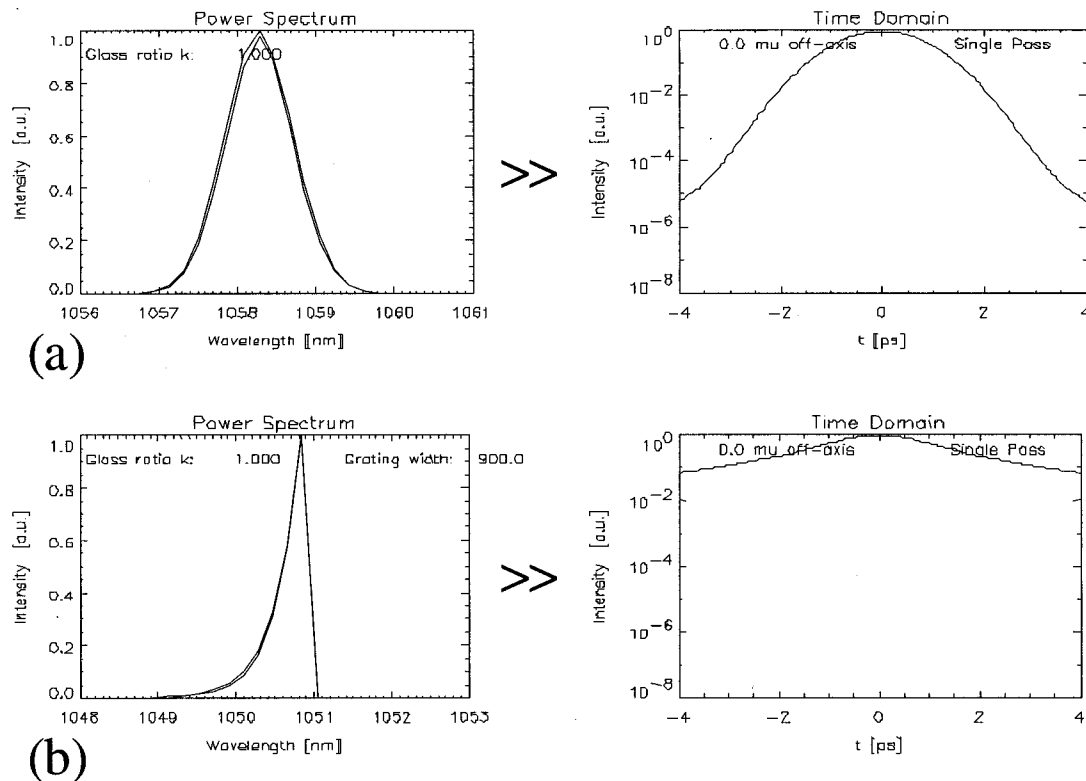 Power Spectrum
Glass ratio k: 1.000
Intensity [a.u.]
1.0
0.8
0.6
0.4
0.2
0.0
1056 1057 1058 1059 1060 1061
Wavelength [nm]
(a)
>>
Time Domain
0.0 mu off-axis Single Pass
Intensity [a.u.]
10^0
10^-2
10^-4
10^-6
10^-8
-4 -2 0 2 4
t [ps]
Power Spectrum
Glass ratio k: 1.000 Grating width: 900.0
Intensity [a.u.]
1.0
0.8
0.6
0.4
0.2
0.0
1048 1049 1050 1051 1052 1053
Wavelength [nm]
(b)
>>
Time Domain
0.0 mu off-axis Single Pass
Intensity [a.u.]
10^0
10^-2
10^-4
10^-6
10^-8
-4 -2 0 2 4
t [ps]